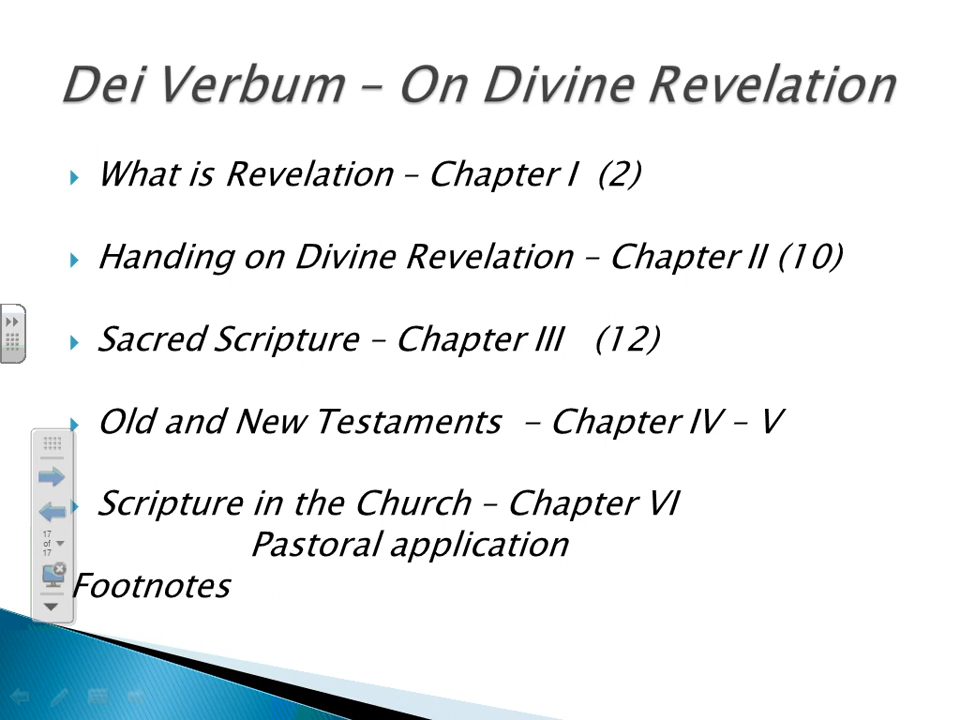 Dei Verbum – On Divine Revelation
What is Revelation – Chapter I (2)
Handing on Divine Revelation – Chapter II (10)
Sacred Scripture – Chapter III (12)
Old and New Testaments – Chapter IV – V
Scripture in the Church – Chapter VI
Pastoral application
Footnotes
17
of
17